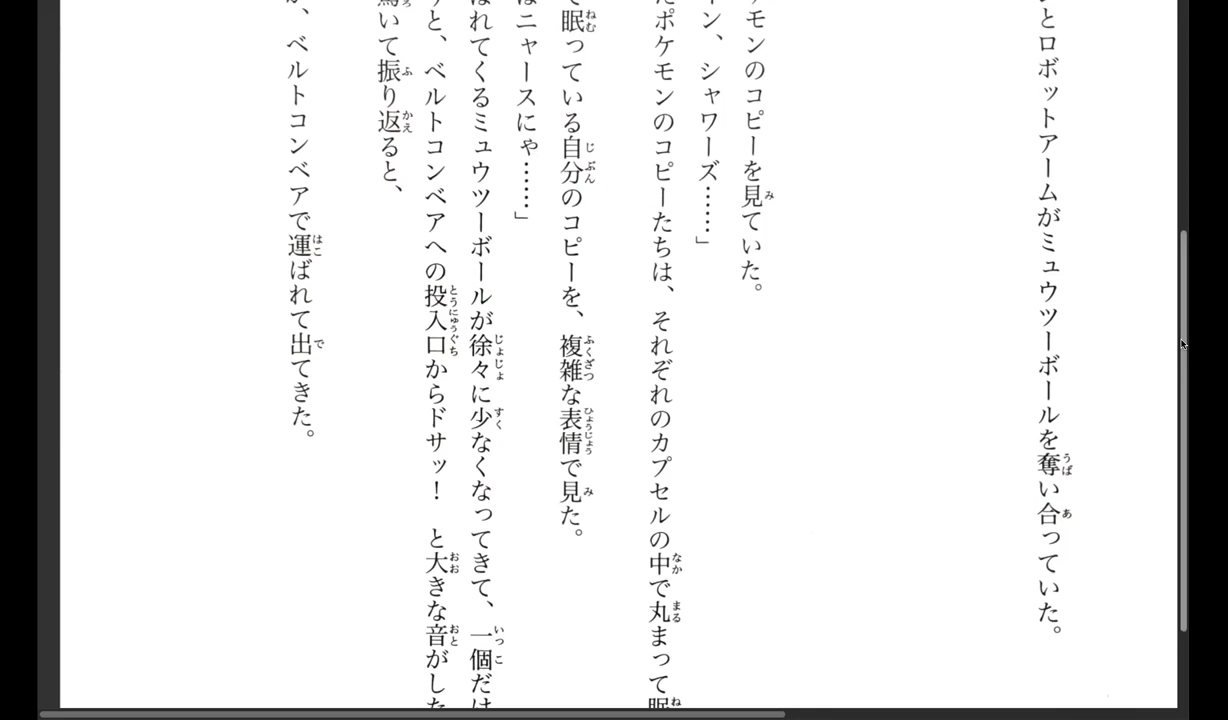 とロボットアームがミュウツーボールを奪い合っていた。
モンのコピーを見ていた。
イン、シャワーズ……」
たポケモンのコピーたちは、それぞれのカプセルの中で丸まって眠
で眠っている自分のコピーを、複雑な表情で見た。
はニャースにゃ……」
ばれてくるミュウツーボールが徐々に少なくなってきて、一個だけ
と、ベルトコンベアへの投入口からドサッ！　と大きな音がした
いて振り返ると、
、ベルトコンベアで運ばれて出てきた。